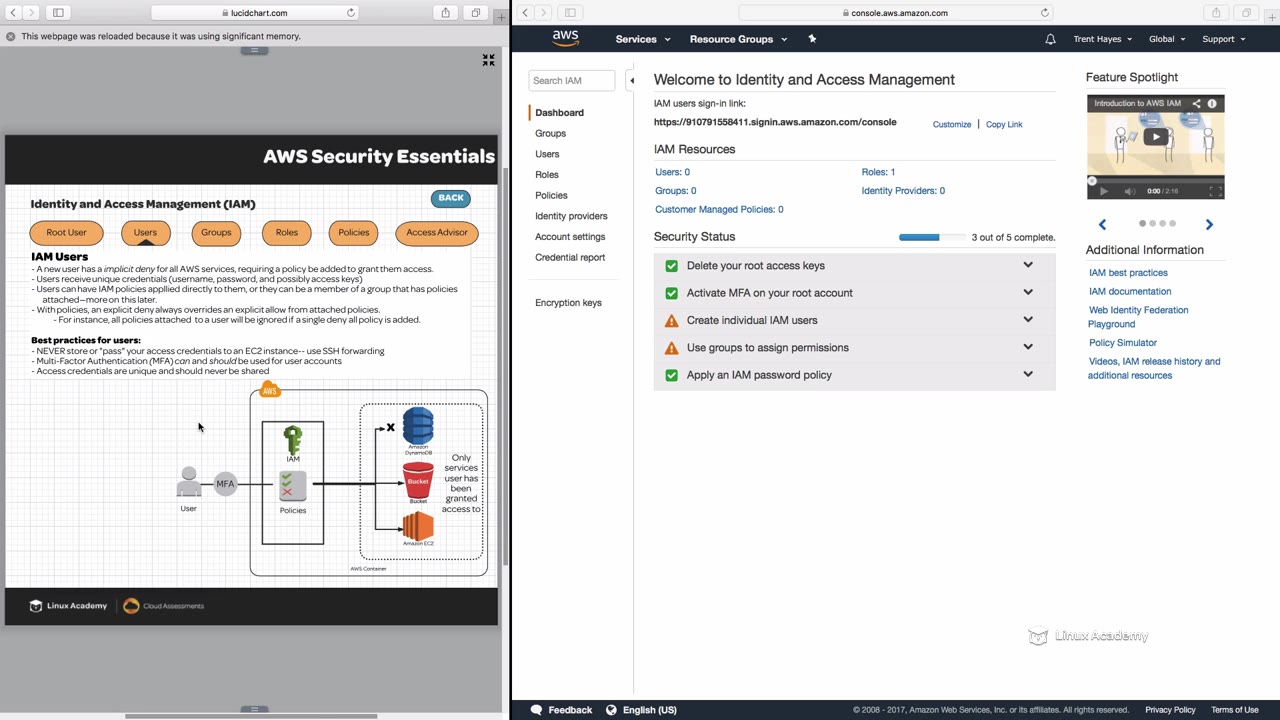 lucidchart.com
This webpage was reloaded because it was using significant memory.
AWS Security Essentials
BACK
Identity and Access Management (IAM)
Root User
Users
Groups
Roles
Policies
Access Advisor
IAM Users
- A new user has a implicit deny for all AWS services, requiring a policy be added to grant them access.
- Users receive unique credentials (username, password, and possibly access keys)
- Users can have IAM policies applied directly to them, or they can be a member of a group that has policies
attached—more on this later.
- With policies, an explicit deny always overrides an explicit allow from attached policies.
- For instance, all policies attached to a user will be ignored if a single deny all policy is added.
Best practices for users:
- NEVER store or "pass" your access credentials to an EC2 instance-- use SSH forwarding
- Multi-Factor Authentication (MFA) can and should be used for user accounts
- Access credentials are unique and should never be shared
AWS
IAM
Policies
User
MFA
X
Amazon
DynamoDB
Bucket
Bucket
Amazon EC2
Only
services
user has
been
granted
access to
AWS Container
Linux Academy
Cloud Assessments
console.aws.amazon.com
aws
Services
Resource Groups
Trent Hayes
Global
Support
Search IAM
Dashboard
Groups
Users
Roles
Policies
Identity providers
Account settings
Credential report
Encryption keys
Welcome to Identity and Access Management
IAM users sign-in link:
https://910791558411.signin.aws.amazon.com/console
Customize | Copy Link
IAM Resources
Users: 0
Roles: 1
Groups: 0
Identity Providers: 0
Customer Managed Policies: 0
Security Status
3 out of 5 complete.
Delete your root access keys
Activate MFA on your root account
Create individual IAM users
Use groups to assign permissions
Apply an IAM password policy
Feature Spotlight
Introduction to AWS IAM
0:00 / 2:16
Additional Information
IAM best practices
IAM documentation
Web Identity Federation
Playground
Policy Simulator
Videos, IAM release history and
additional resources
Linux Academy
Feedback
English (US)
© 2008 - 2017, Amazon Web Services, Inc. or its affiliates. All rights reserved.
Privacy Policy
Terms of Use